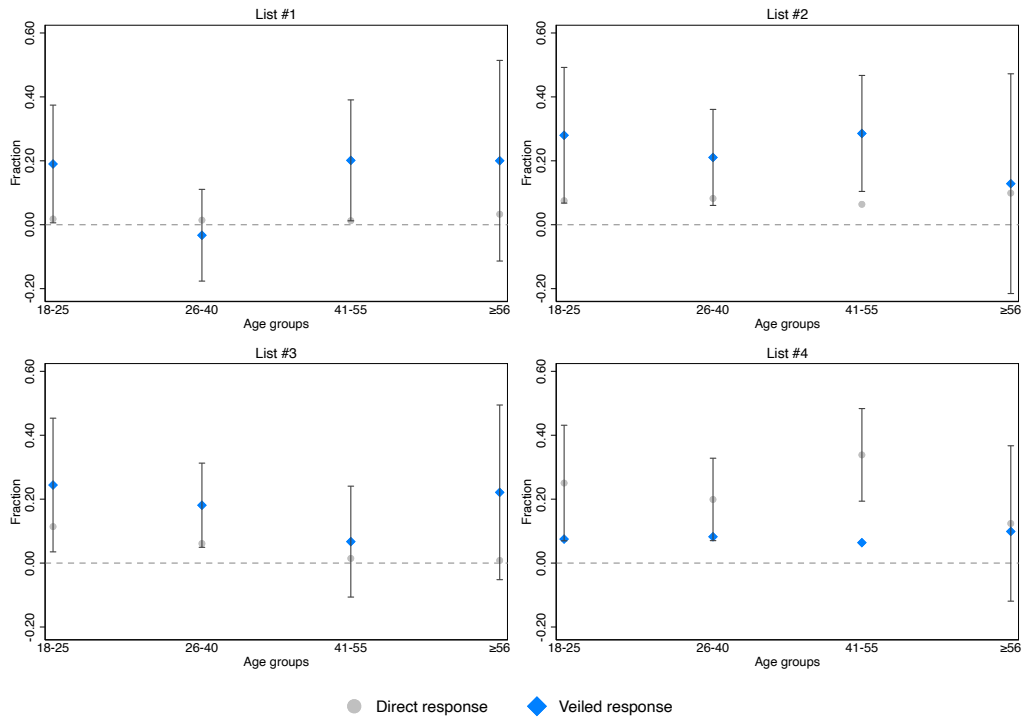 List #1
Fraction
0.60
0.40
0.20
0.00
-0.20
18-25 26-40 41-55 ≥56
Age groups
List #2
Fraction
0.60
0.40
0.20
0.00
-0.20
18-25 26-40 41-55 ≥56
Age groups
List #3
Fraction
0.60
0.40
0.20
0.00
-0.20
18-25 26-40 41-55 ≥56
Age groups
List #4
Fraction
0.60
0.40
0.20
0.00
-0.20
18-25 26-40 41-55 ≥56
Age groups
Direct response Veiled response